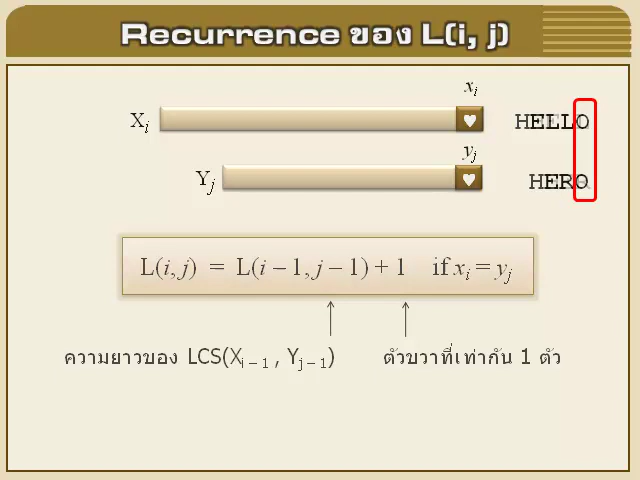 Recurrence ของ L(i, j)
xᵢ
Xᵢ ♥ HELLO
yⱼ
Yⱼ ♥ HERO
L(i, j) = L(i – 1, j – 1) + 1 if xᵢ = yⱼ
ความยาวของ LCS(Xᵢ₋₁ , Yⱼ₋₁) ตัวขวาที่เท่ากัน 1 ตัว